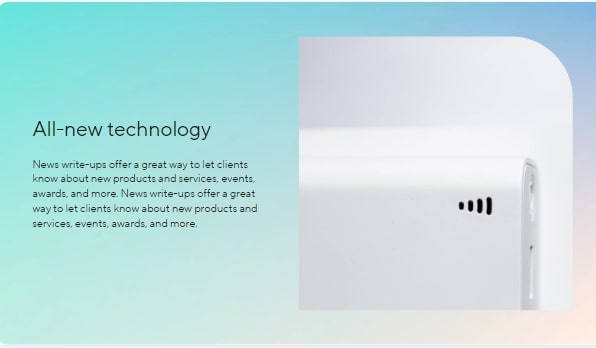 All-new technology
News write-ups offer a great way to let clients
know about new products and services, events,
awards, and more. News write-ups offer a great
way to let clients know about new products and
services, events, awards, and more.